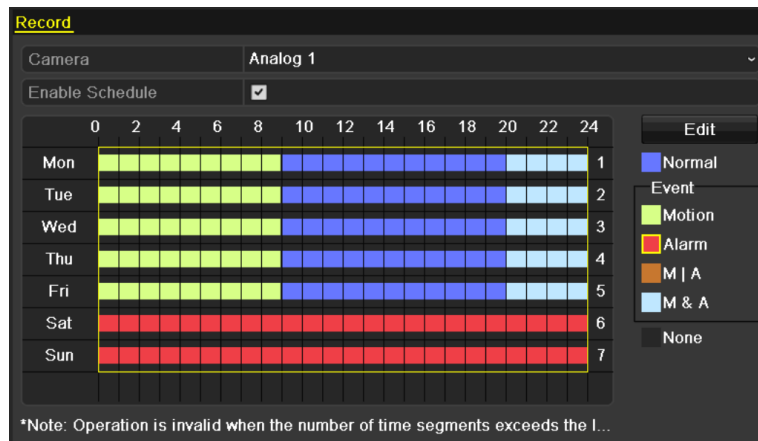 Record
Camera Analog 1
Enable Schedule
0 2 4 6 8 10 12 14 16 18 20 22 24
Edit
Mon 1 Normal
Event
Tue 2 Motion
Wed 3 Alarm
Thu 4 M | A
Fri 5 M & A
Sat 6 None
Sun 7
*Note: Operation is invalid when the number of time segments exceeds the l...